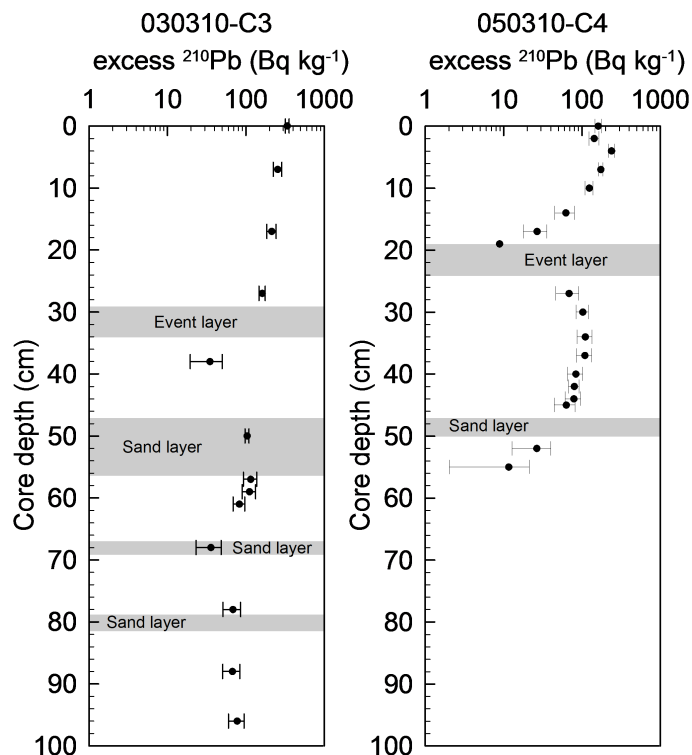 030310-C3
excess ²¹⁰Pb (Bq kg⁻¹)
1 10 100 1000
0
10
20
30
40
50
60
70
80
90
100
Core depth (cm)
Event layer
Sand layer
Sand layer
Sand layer
050310-C4
excess ²¹⁰Pb (Bq kg⁻¹)
1 10 100 1000
0
10
20
30
40
50
60
70
80
90
100
Core depth (cm)
Event layer
Sand layer